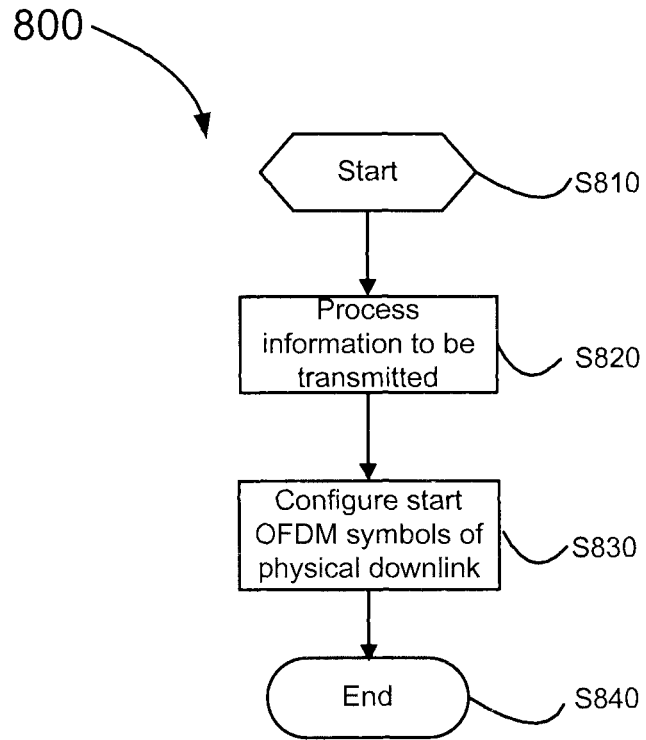 800
Start
S810
Process
information to be
transmitted
S820
Configure start
OFDM symbols of
physical downlink
S830
End
S840